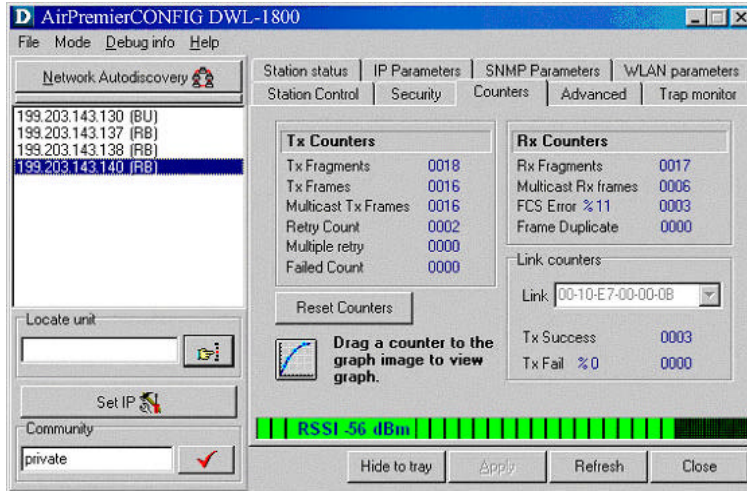 D AirPremierCONFIG DWL-1800
File Mode Debug info Help
Network Autodiscovery
199.203.143.130 (BU)
199.203.143.137 (RB)
199.203.143.138 (RB)
199.203.143.140 (RB)
Locate unit
Set IP
Community
private
Station status IP Parameters SNMP Parameters WLAN parameters
Station Control Security Counters Advanced Trap monitor
Tx Counters
Tx Fragments 0018
Tx Frames 0016
Multicast Tx Frames 0016
Retry Count 0002
Multiple retry 0000
Failed Count 0000
Reset Counters
Drag a counter to the
graph image to view
graph.
Rx Counters
Rx Fragments 0017
Multicast Rx frames 0006
FCS Error %11 0003
Frame Duplicate 0000
Link counters
Link 00-10-E7-00-00-0B
Tx Success 0003
Tx Fail %0 0000
RSSI -56 dBm
Hide to tray Apply Refresh Close